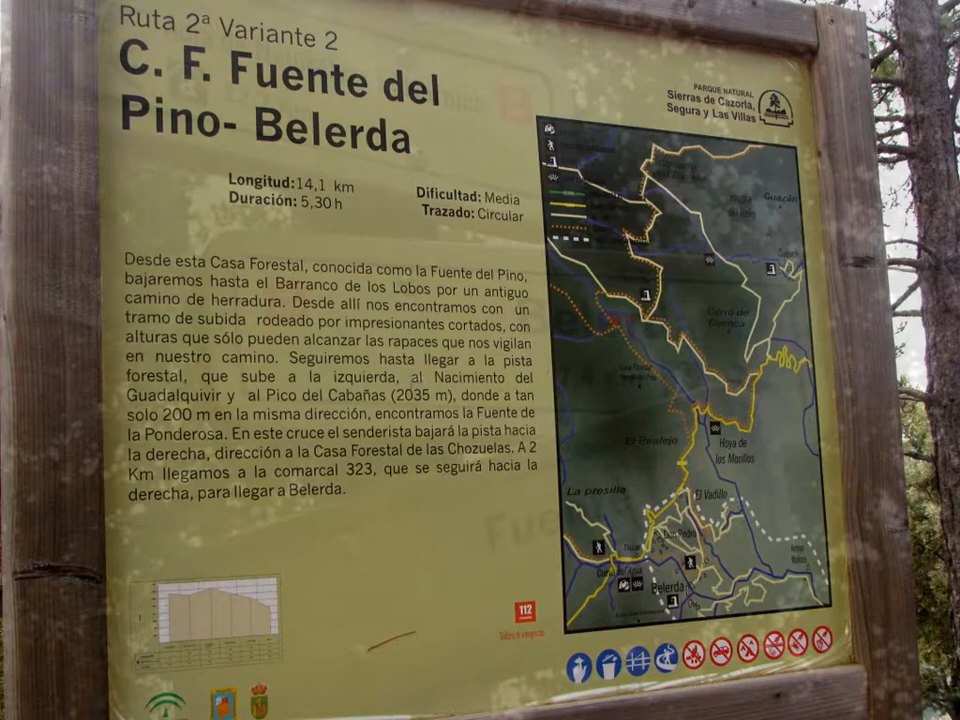 Ruta 2ª Variante 2
C. F. Fuente del
Pino- Belerda
PARQUE NATURAL
Sierras de Cazorla,
Segura y Las Villas
Longitud:14,1 km
Duración: 5,30 h
Dificultad: Media
Trazado: Circular
Desde esta Casa Forestal, conocida como la Fuente del Pino,
bajaremos hasta el Barranco de los Lobos por un antiguo
camino de herradura. Desde allí nos encontramos con un
tramo de subida rodeado por impresionantes cortados, con
alturas que sólo pueden alcanzar las rapaces que nos vigilan
en nuestro camino. Seguiremos hasta llegar a la pista
forestal, que sube a la izquierda, al Nacimiento del
Guadalquivir y al Pico del Cabañas (2035 m), donde a tan
solo 200 m en la misma dirección, encontramos la Fuente de
la Ponderosa. En este cruce el senderista bajará la pista hacia
la derecha, dirección a la Casa Forestal de las Chozuelas. A 2
Km llegamos a la comarcal 323, que se seguirá hacia la
derecha, para llegar a Belerda.
Guazán
Cerro de
Cuenca
El Realejo
Hoya de
los Morillos
La presilla
El Vadillo
Don Pedro
Tiscar
Belerda
112
Teléfono de emergencias